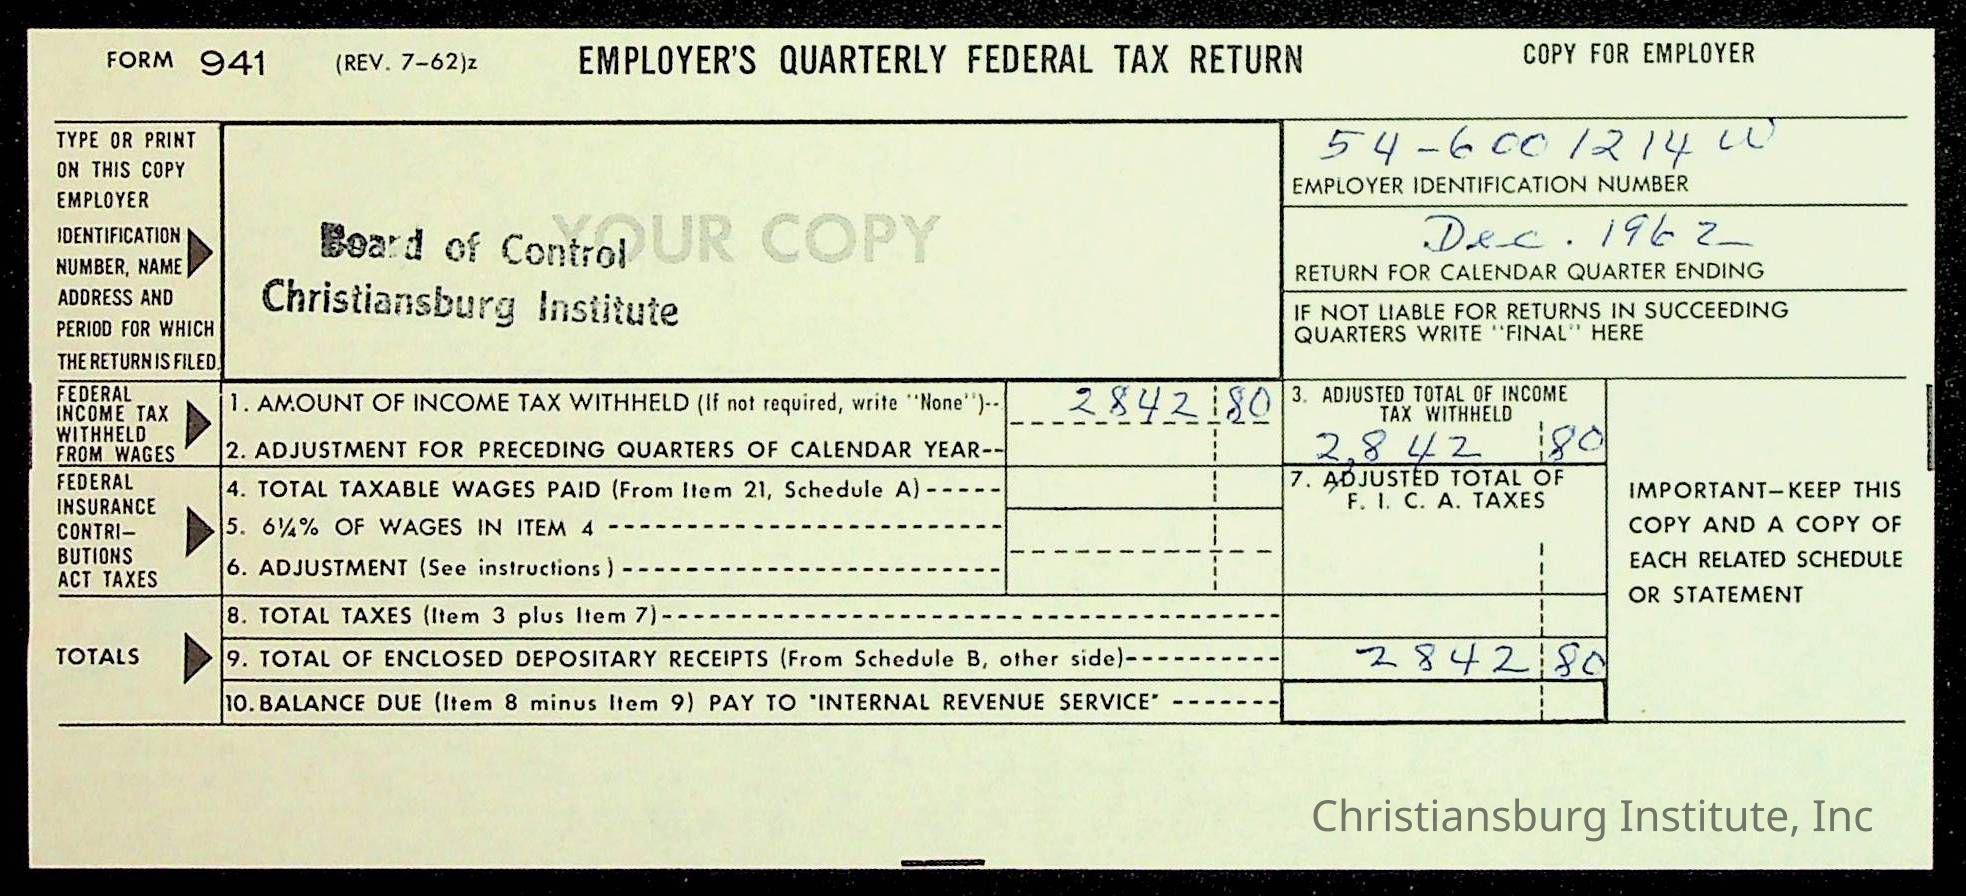 FORM 941 (REV. 7-62)z EMPLOYER'S QUARTERLY FEDERAL TAX RETURN COPY FOR EMPLOYER
TYPE OR PRINT
ON THIS COPY
EMPLOYER
IDENTIFICATION
NUMBER, NAME
ADDRESS AND
PERIOD FOR WHICH
THE RETURN IS FILED.
YOUR COPY
Board of Control
Christiansburg Institute
54-6001214 W
EMPLOYER IDENTIFICATION NUMBER
Dec. 1962
RETURN FOR CALENDAR QUARTER ENDING
IF NOT LIABLE FOR RETURNS IN SUCCEEDING
QUARTERS WRITE "FINAL" HERE
FEDERAL
INCOME TAX
WITHHELD
FROM WAGES
1. AMOUNT OF INCOME TAX WITHHELD (If not required, write "None")-- 2842 80
2. ADJUSTMENT FOR PRECEDING QUARTERS OF CALENDAR YEAR--
3. ADJUSTED TOTAL OF INCOME
TAX WITHHELD
2,842 80
FEDERAL
INSURANCE
CONTRI-
BUTIONS
ACT TAXES
4. TOTAL TAXABLE WAGES PAID (From Item 21, Schedule A)-----
5. 6¼% OF WAGES IN ITEM 4
6. ADJUSTMENT (See instructions)
7. ADJUSTED TOTAL OF
F. I. C. A. TAXES
IMPORTANT-KEEP THIS
COPY AND A COPY OF
EACH RELATED SCHEDULE
OR STATEMENT
TOTALS
8. TOTAL TAXES (Item 3 plus Item 7)
9. TOTAL OF ENCLOSED DEPOSITARY RECEIPTS (From Schedule B, other side) 2842 80
10. BALANCE DUE (Item 8 minus Item 9) PAY TO "INTERNAL REVENUE SERVICE"
Christiansburg Institute, Inc